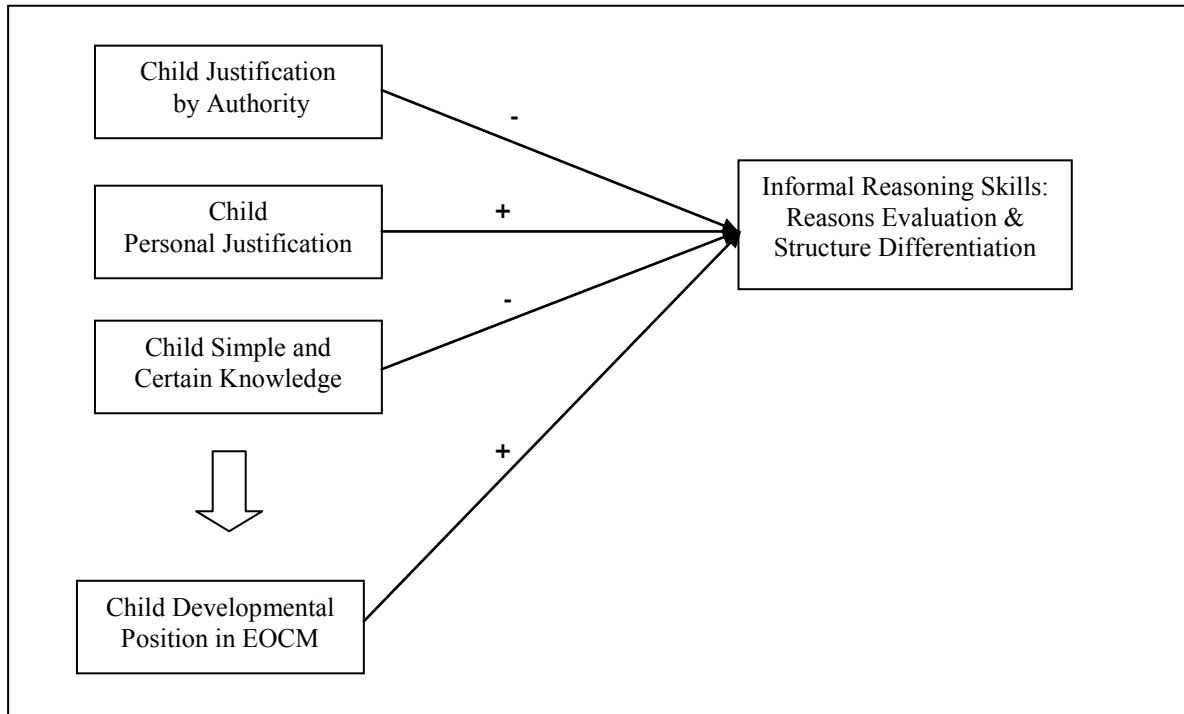 Child Justification
by Authority
-
Child
Personal Justification
+
Informal Reasoning Skills:
Reasons Evaluation &
Structure Differentiation
-
Child Simple and
Certain Knowledge
+
Child Developmental
Position in EOCM